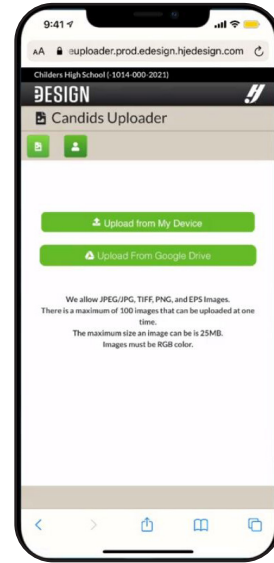 9:41
AA euploader.prod.edesign.hjedesign.com
Childers High School (-1014-000-2021)
DESIGN
Candids Uploader
Upload from My Device
Upload From Google Drive
We allow JPEG/JPG, TIFF, PNG, and EPS Images.
There is a maximum of 100 images that can be uploaded at one
time.
The maximum size an image can be is 25MB.
Images must be RGB color.